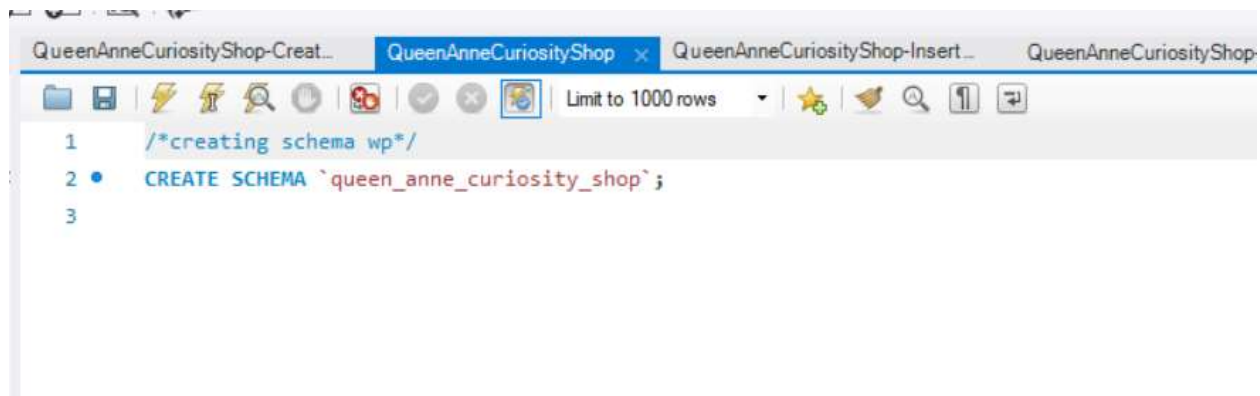 QueenAnneCuriosityShop-Creat... QueenAnneCuriosityShop QueenAnneCuriosityShop-Insert... QueenAnneCuriosityShop-
Limit to 1000 rows
1 /*creating schema wp*/
2 CREATE SCHEMA `queen_anne_curiosity_shop`;
3